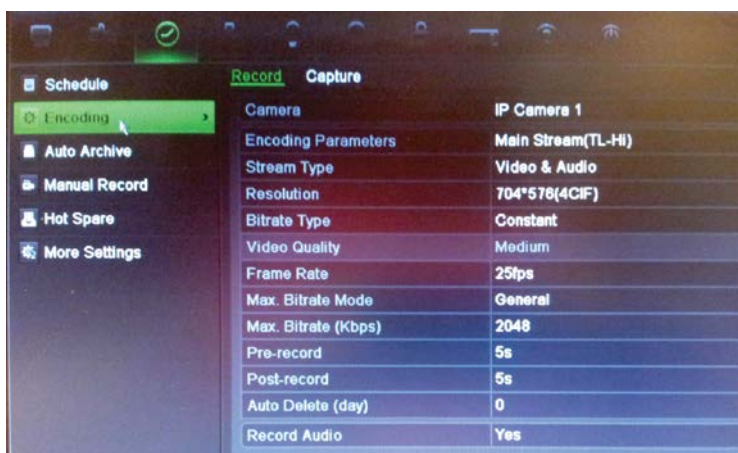 Schedule
Encoding
Auto Archive
Manual Record
Hot Spare
More Settings
Record Capture
Camera IP Camera 1
Encoding Parameters Main Stream(TL-Hi)
Stream Type Video & Audio
Resolution 704*576(4CIF)
Bitrate Type Constant
Video Quality Medium
Frame Rate 25fps
Max. Bitrate Mode General
Max. Bitrate (Kbps) 2048
Pre-record 5s
Post-record 5s
Auto Delete (day) 0
Record Audio Yes